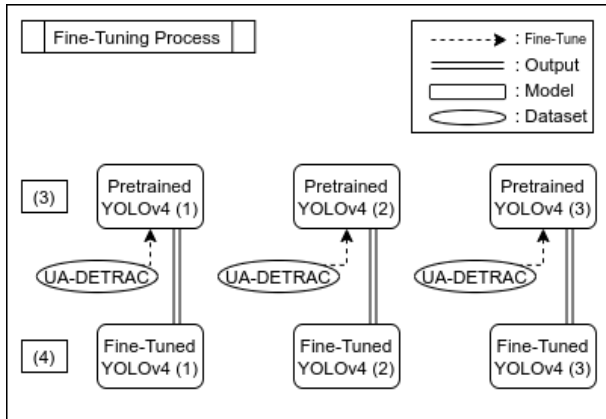 Fine-Tuning Process
: Fine-Tune
: Output
: Model
: Dataset
(3)
Pretrained
YOLOv4 (1)
Pretrained
YOLOv4 (2)
Pretrained
YOLOv4 (3)
UA-DETRAC
UA-DETRAC
UA-DETRAC
(4)
Fine-Tuned
YOLOv4 (1)
Fine-Tuned
YOLOv4 (2)
Fine-Tuned
YOLOv4 (3)